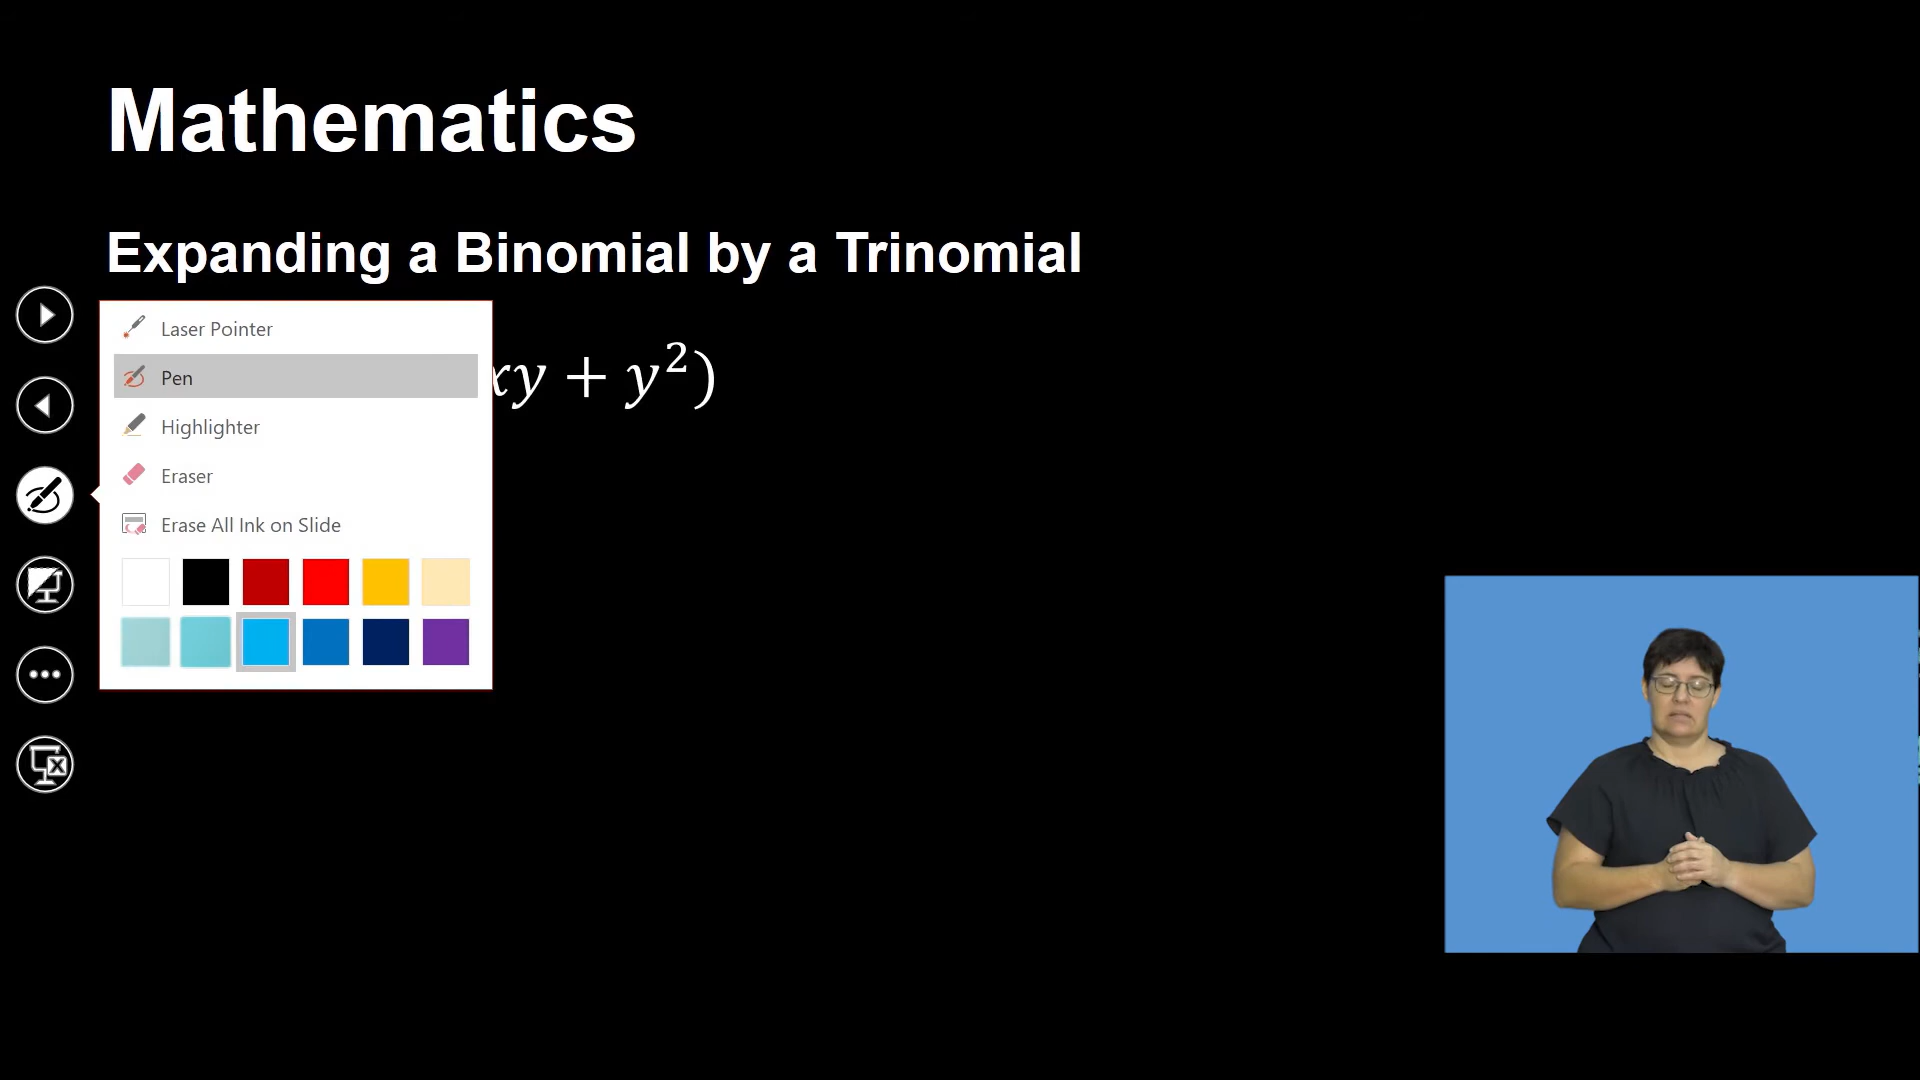 Mathematics
Expanding a Binomial by a Trinomial
Laser Pointer
xy + y²)
Pen
Highlighter
Eraser
Erase All Ink on Slide